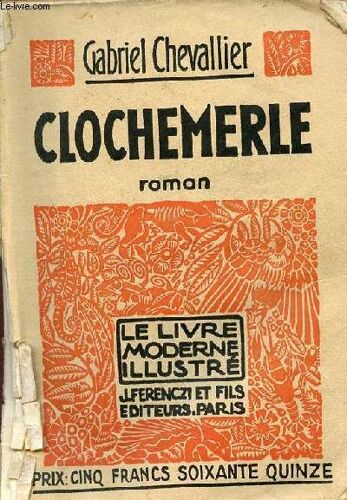 Le-livre.com
Gabriel Chevallier
CLOCHEMERLE
roman
LE LIVRE
MODERNE
ILLUSTRÉ
J. FERENCZI ET FILS
EDITEURS. PARIS
PRIX: CINQ FRANCS SOIXANTE QUINZE